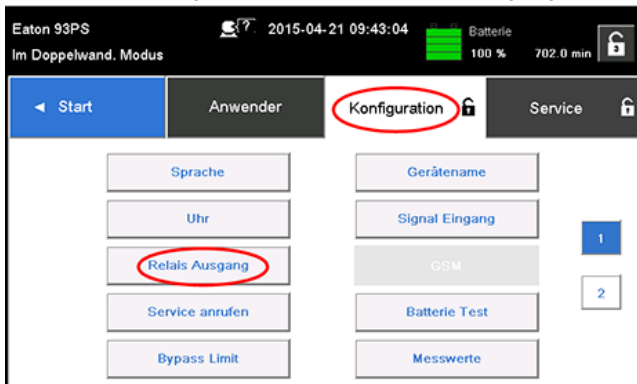 Eaton 93PS
2015-04-21 09:43:04
Batterie
Im Doppelwand. Modus
100 %
702.0 min
3
◄ Start
Anwender
Konfiguration
Service
Sprache
Gerätename
Uhr
Signal Eingang
1
Relais Ausgang
GSM
2
Service anrufen
Batterie Test
Bypass Limit
Messwerte